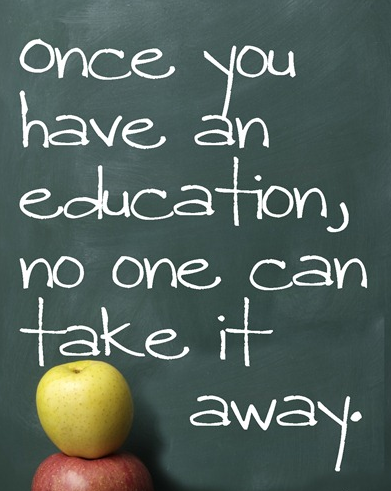 once you
have an
education,
no one can
take it
away.